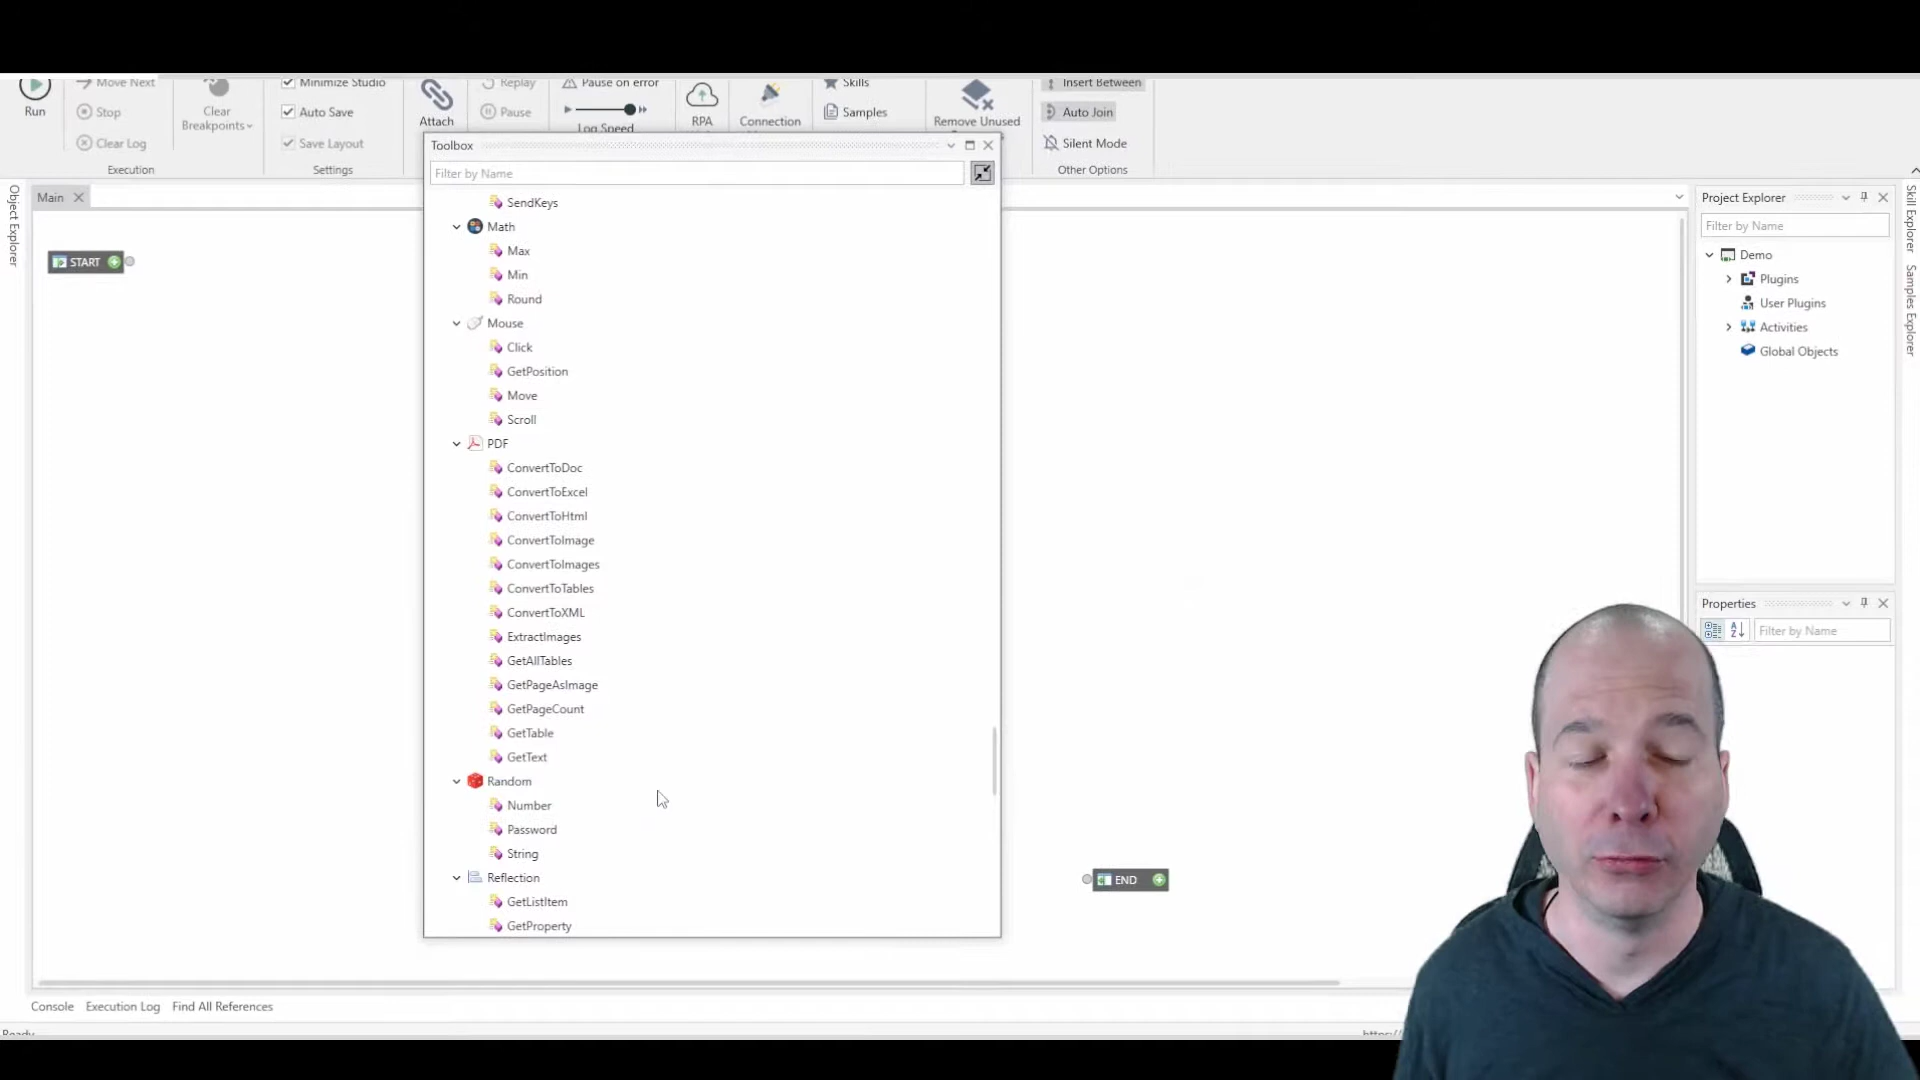 Run
Move Next
Stop
Clear Log
Execution
Clear
Breakpoints
Minimize Studio
Auto Save
Save Layout
Settings
Attach
Replay
Pause
Pause on error
Log Speed
RPA
Connection
Skills
Samples
Remove Unused
Insert Between
Auto Join
Silent Mode
Other Options
Object Explorer
Main
START
Toolbox
Filter by Name
SendKeys
Math
Max
Min
Round
Mouse
Click
GetPosition
Move
Scroll
PDF
ConvertToDoc
ConvertToExcel
ConvertToHtml
ConvertToImage
ConvertToImages
ConvertToTables
ConvertToXML
ExtractImages
GetAllTables
GetPageAsImage
GetPageCount
GetTable
GetText
Random
Number
Password
String
Reflection
GetListItem
GetProperty
END
Project Explorer
Filter by Name
Demo
Plugins
User Plugins
Activities
Global Objects
Properties
Filter by Name
Skill Explorer
Samples Explorer
Console
Execution Log
Find All References
Ready